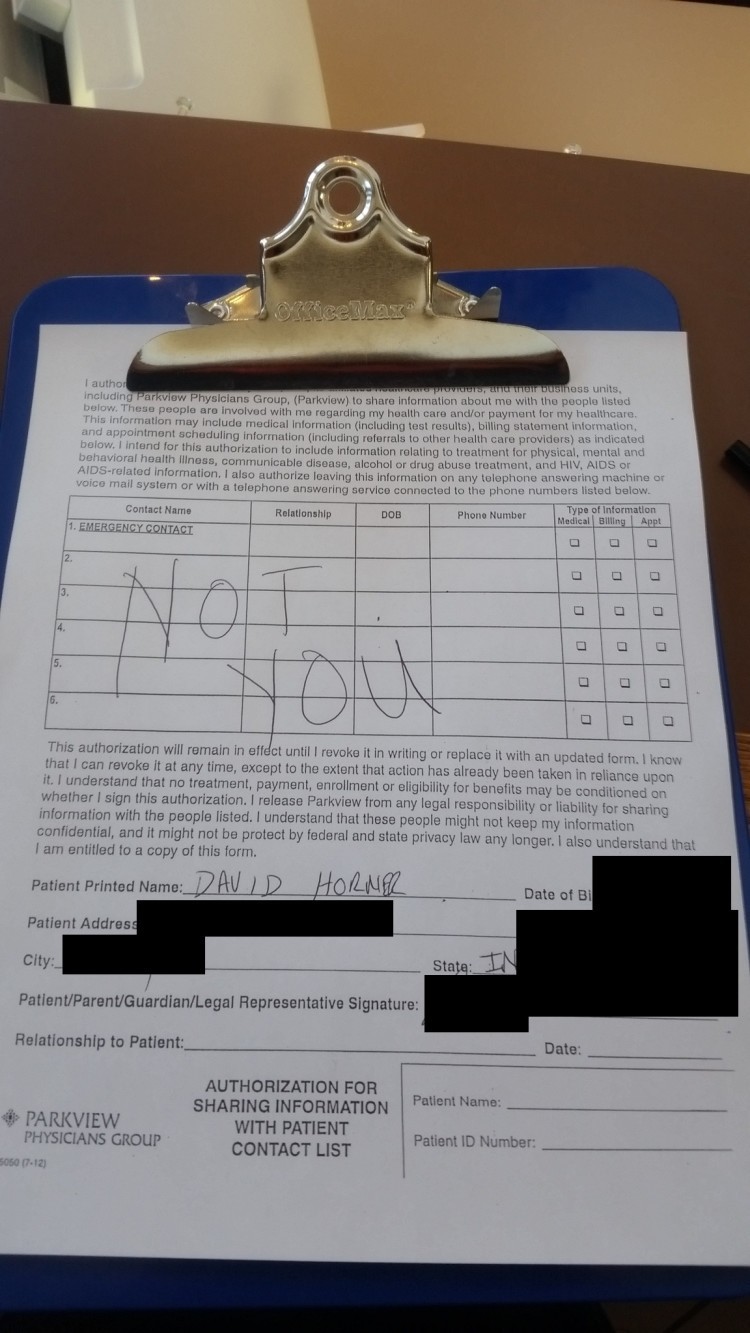 OfficeMax
I author healthcare providers, and their business units,
including Parkview Physicians Group, (Parkview) to share information about me with the people listed
below. These people are involved with me regarding my health care and/or payment for my healthcare.
This information may include medical information (including test results), billing statement information,
and appointment scheduling information (including referrals to other health care providers) as indicated
below. I intend for this authorization to include information relating to treatment for physical, mental and
behavioral health illness, communicable disease, alcohol or drug abuse treatment, and HIV, AIDS or
AIDS-related information. I also authorize leaving this information on any telephone answering machine or
voice mail system or with a telephone answering service connected to the phone numbers listed below.
Contact Name Relationship DOB Phone Number Type of Information
Medical Billing Appt
1. EMERGENCY CONTACT
2.
3.
NOT
4.
5.
YOU
6.
This authorization will remain in effect until I revoke it in writing or replace it with an updated form. I know
that I can revoke it at any time, except to the extent that action has already been taken in reliance upon
it. I understand that no treatment, payment, enrollment or eligibility for benefits may be conditioned on
whether I sign this authorization. I release Parkview from any legal responsibility or liability for sharing
information with the people listed. I understand that these people might not keep my information
confidential, and it might not be protect by federal and state privacy law any longer. I also understand that
I am entitled to a copy of this form.
Patient Printed Name: DAVID HORNER Date of Bi
Patient Address
City: State: IN
Patient/Parent/Guardian/Legal Representative Signature:
Relationship to Patient: Date:
AUTHORIZATION FOR
SHARING INFORMATION
WITH PATIENT
CONTACT LIST
Patient Name:
Patient ID Number:
PARKVIEW
PHYSICIANS GROUP
5050 (7-12)